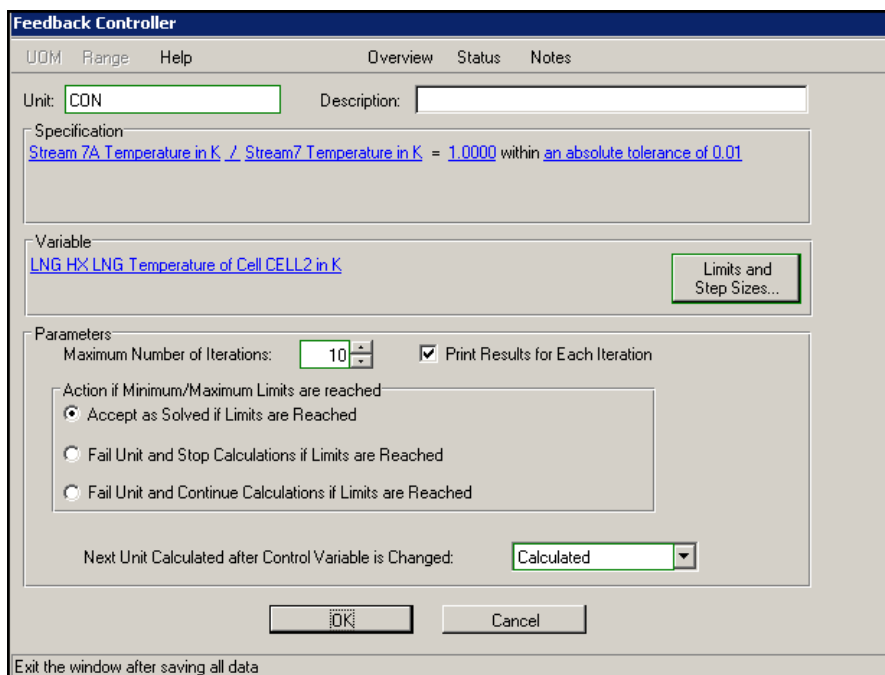 Feedback Controller
UOM Range Help Overview Status Notes
Unit: CON Description:
Specification
Stream 7A Temperature in K / Stream7 Temperature in K = 1.0000 within an absolute tolerance of 0.01
Variable
LNG HX LNG Temperature of Cell CELL2 in K
Limits and
Step Sizes...
Parameters
Maximum Number of Iterations: 10 Print Results for Each Iteration
Action if Minimum/Maximum Limits are reached
Accept as Solved if Limits are Reached
Fail Unit and Stop Calculations if Limits are Reached
Fail Unit and Continue Calculations if Limits are Reached
Next Unit Calculated after Control Variable is Changed: Calculated
OK Cancel
Exit the window after saving all data